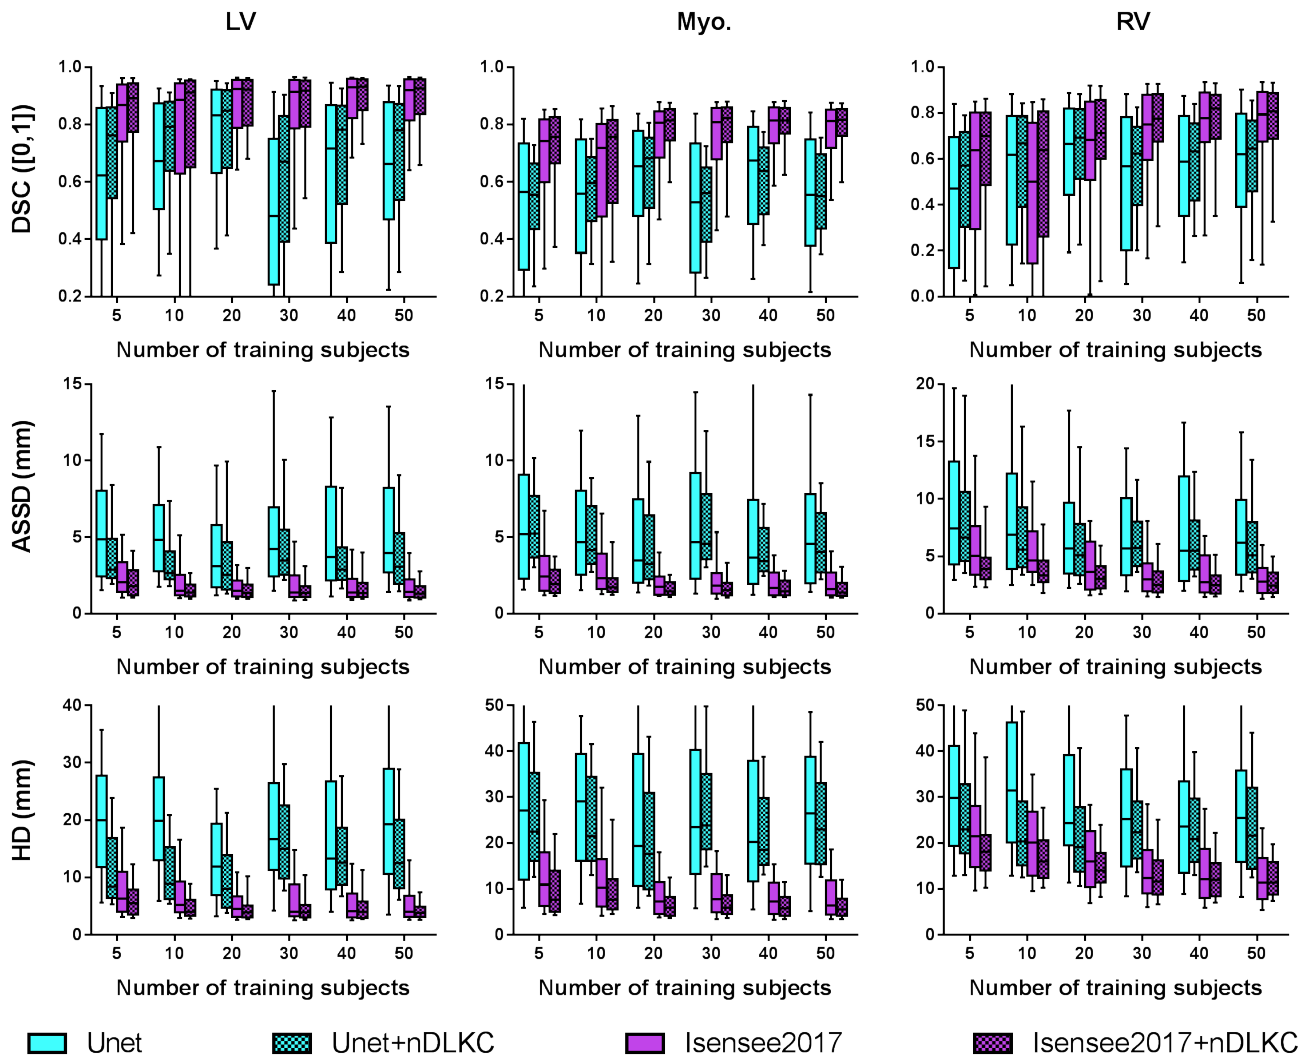 LV Myo. RV
DSC ([0,1])
1.0 1.0 1.0
0.8 0.8 0.8
0.6 0.6 0.6
0.4 0.4 0.4
0.2 0.2 0.2
0.0
5 10 20 30 40 50 5 10 20 30 40 50 5 10 20 30 40 50
Number of training subjects Number of training subjects Number of training subjects
ASSD (mm)
15 15 20
10 10 15
5 5 10
0 0 5
0
5 10 20 30 40 50 5 10 20 30 40 50 5 10 20 30 40 50
Number of training subjects Number of training subjects Number of training subjects
HD (mm)
40 50 50
30 40 40
20 30 30
10 20 20
0 10 10
0 0
5 10 20 30 40 50 5 10 20 30 40 50 5 10 20 30 40 50
Number of training subjects Number of training subjects Number of training subjects
Unet Unet+nDLKC Isensee2017 Isensee2017+nDLKC